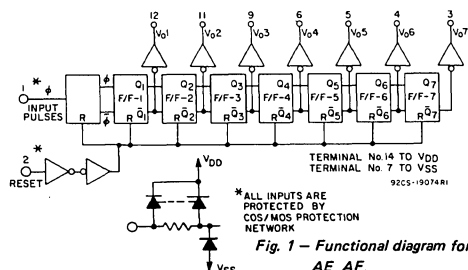 12 11 9 6 5 4 3
Vo1 Vo2 Vo3 Vo4 Vo5 Vo6 Vo7
1 * ϕ ϕ Q1 Q2 Q3 Q4 Q5 Q6 Q7
INPUT PULSES F/F-1 F/F-2 F/F-3 F/F-4 F/F-5 F/F-6 F/F-7
R ϕ̅ R Q̅1 R Q̅2 R Q̅3 R Q̅4 R Q̅5 R Q̅6 R Q̅7
2 *
RESET
TERMINAL No.14 TO VDD
TERMINAL No. 7 TO VSS
92CS-19074R1
VDD
*ALL INPUTS ARE
PROTECTED BY
COS/MOS PROTECTION
NETWORK
VSS
Fig. 1 – Functional diagram for
AE, AF